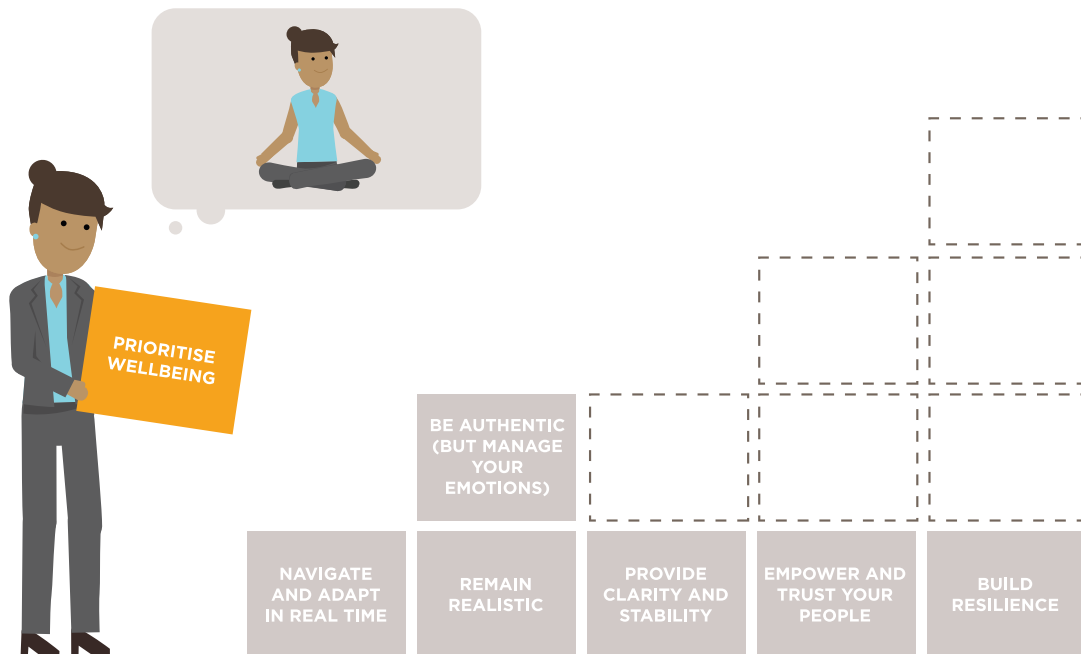 PRIORITISE
WELLBEING
BE AUTHENTIC
(BUT MANAGE
YOUR
EMOTIONS)
NAVIGATE
AND ADAPT
IN REAL TIME
REMAIN
REALISTIC
PROVIDE
CLARITY AND
STABILITY
EMPOWER AND
TRUST YOUR
PEOPLE
BUILD
RESILIENCE